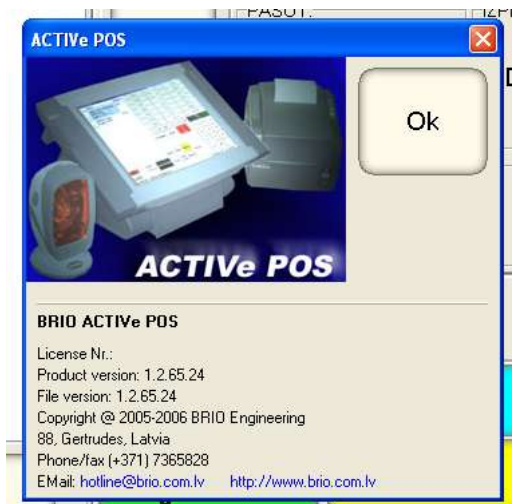 PASŪT:
ACTIVe POS
Ok
ACTIVe POS
BRIO ACTIVe POS
License Nr.:
Product version: 1.2.65.24
File version: 1.2.65.24
Copyright @ 2005-2006 BRIO Engineering
88, Gertrudes, Latvia
Phone/fax (+371) 7365828
EMail: hotline@brio.com.lv http://www.brio.com.lv